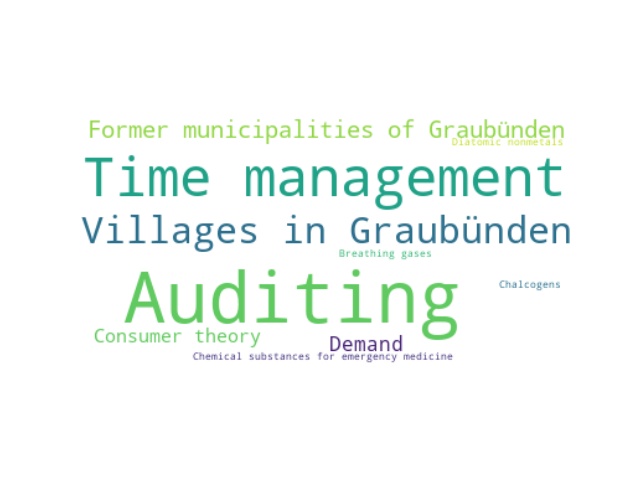 Former municipalities of Graubünden
Diatomic nonmetals
Time management
Villages in Graubünden
Breathing gases
Auditing
Chalcogens
Consumer theory
Demand
Chemical substances for emergency medicine